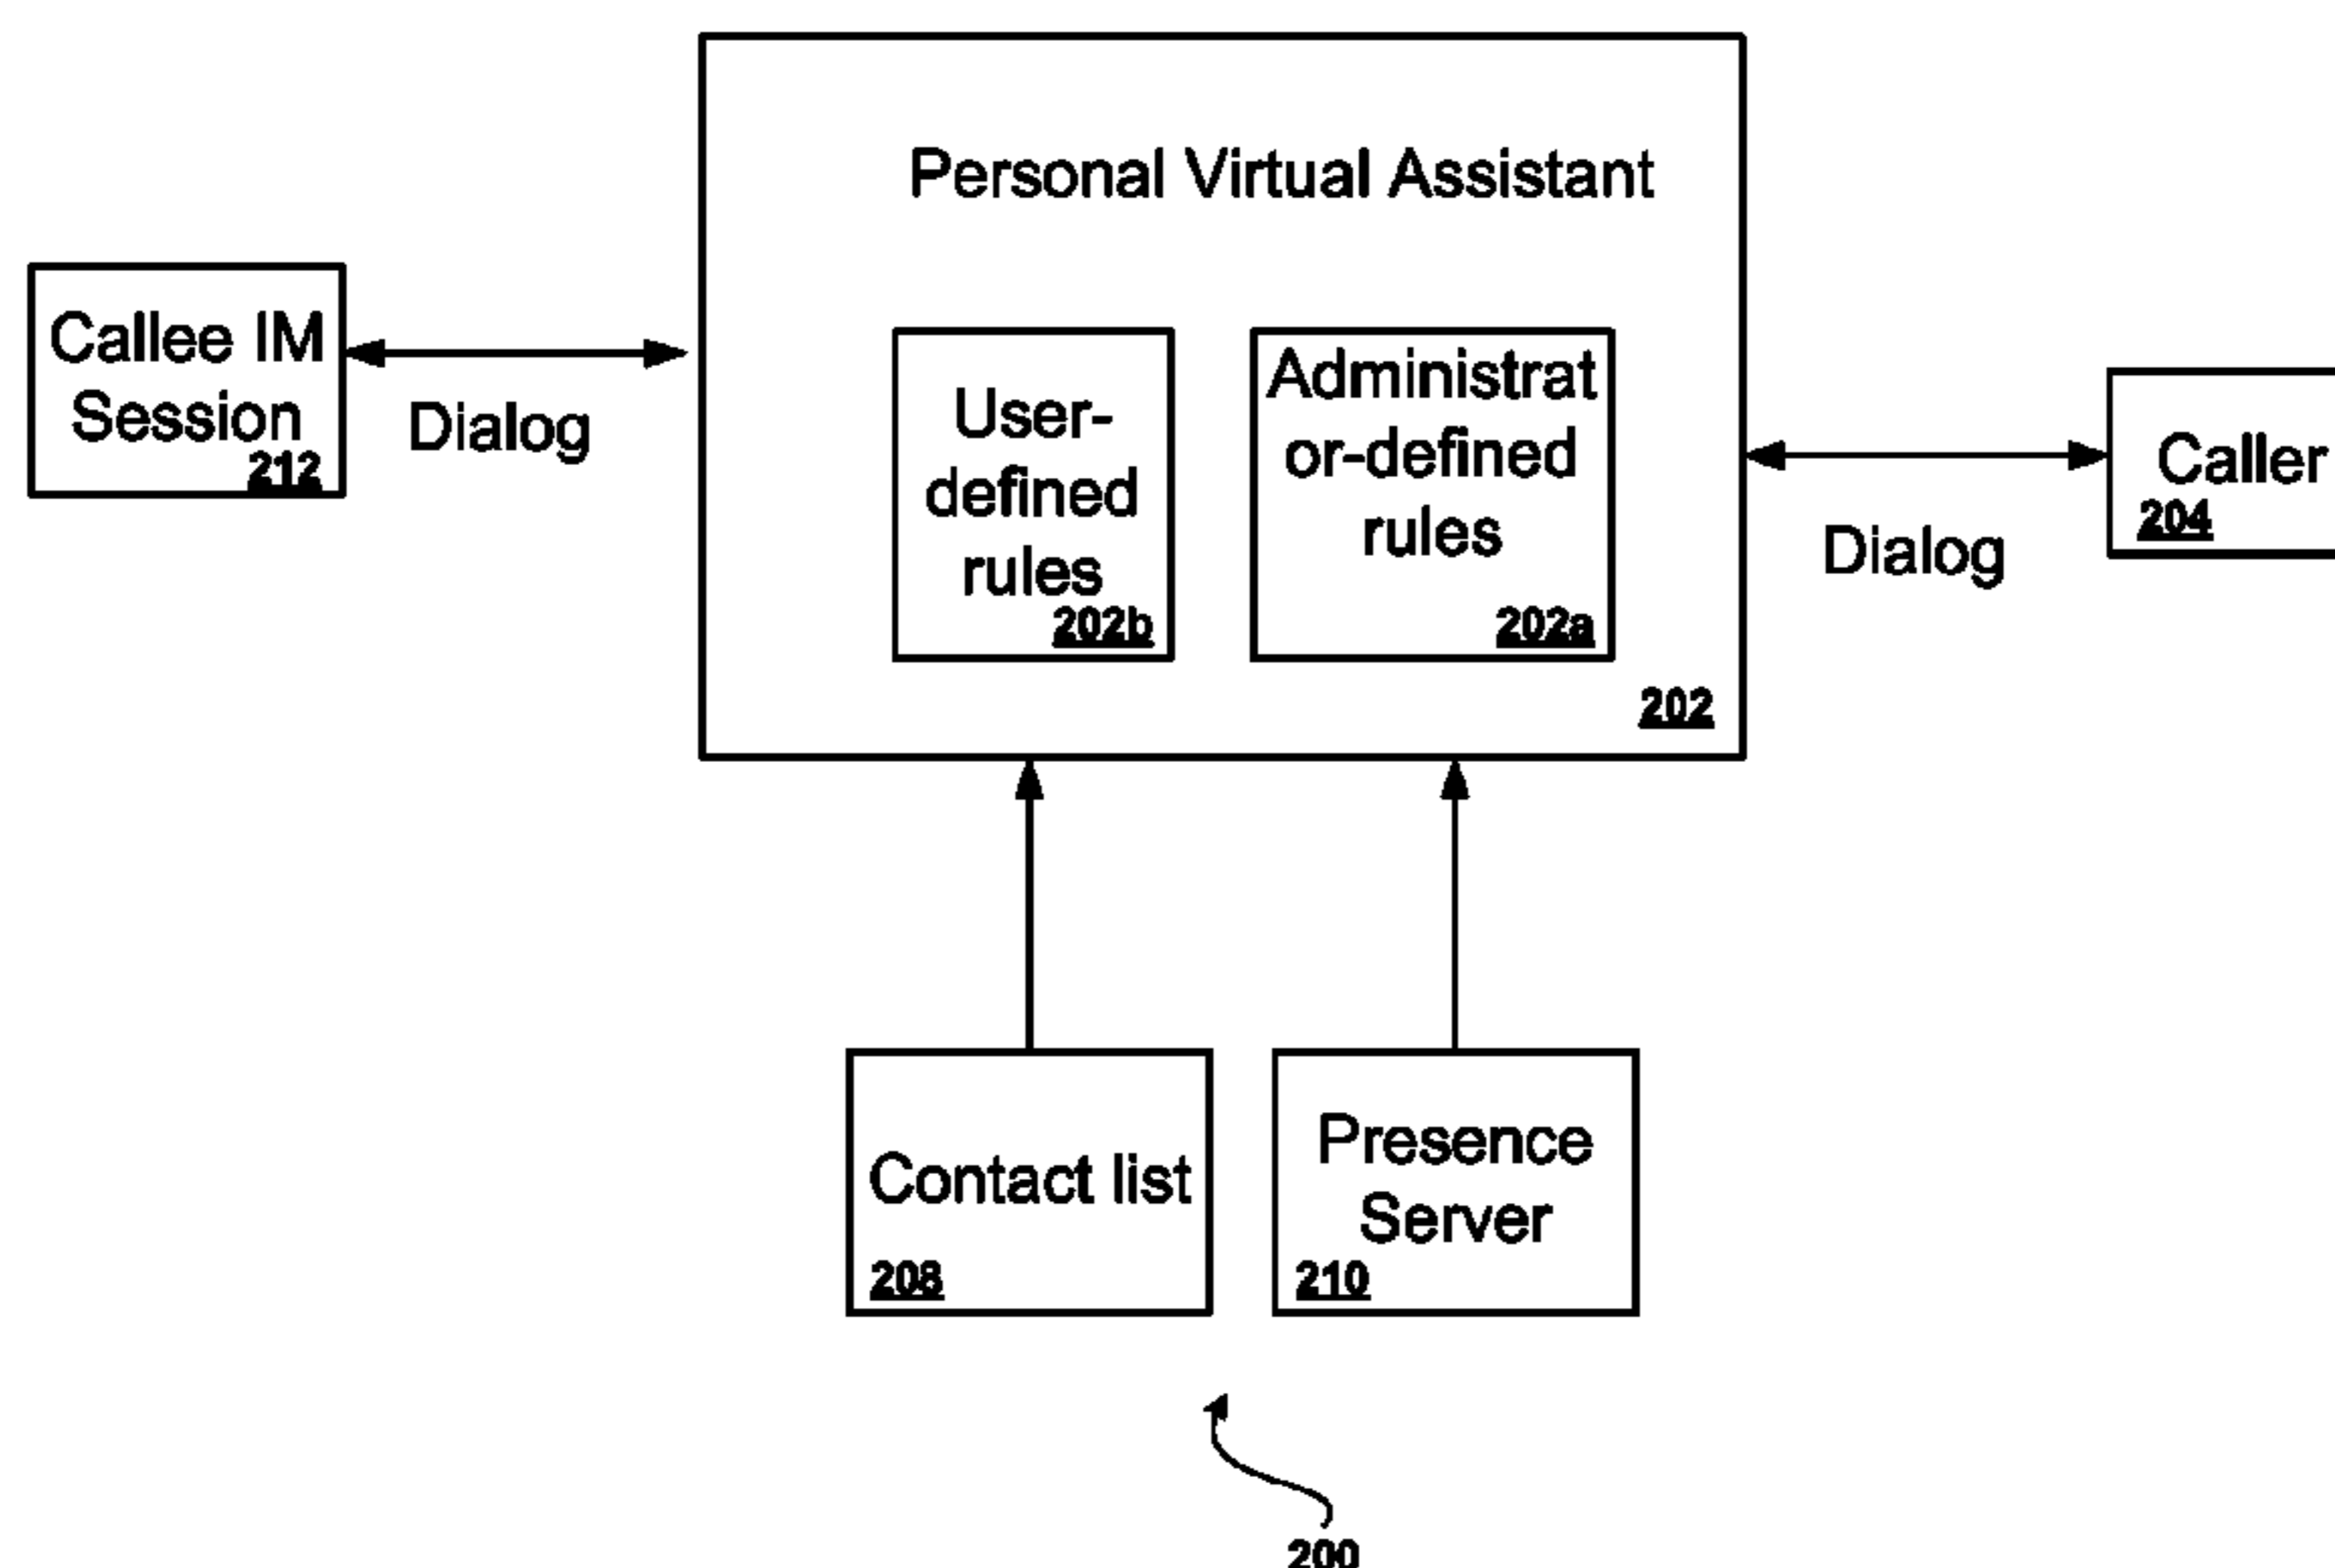 Personal Virtual Assistant
Callee IM
Session
212
Dialog
User-
defined
rules
202b
Administrat
or-defined
rules
202a
202
Dialog
Caller
204
Contact list
208
Presence
Server
210
200